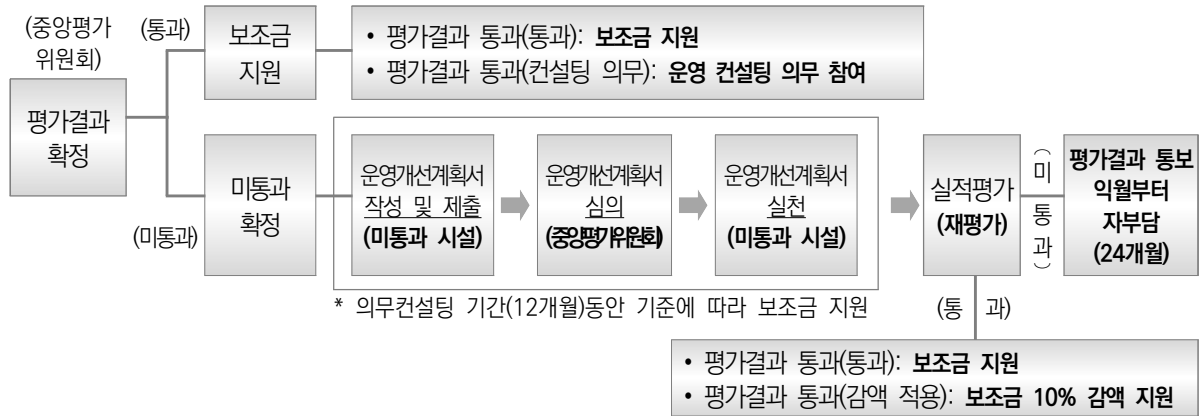 (중앙평가
위원회)
평가결과
확정
(통과)
보조금
지원
• 평가결과 통과(통과): 보조금 지원
• 평가결과 통과(컨설팅 의무): 운영 컨설팅 의무 참여
(미통과)
미통과
확정
운영개선계획서
작성 및 제출
(미통과 시설)
운영개선계획서
심의
(중앙평가위원회)
운영개선계획서
실천
(미통과 시설)
* 의무컨설팅 기간(12개월)동안 기준에 따라 보조금 지원
실적평가
(재평가)
(미통과)
평가결과 통보
익월부터
자부담
(24개월)
(통 과)
• 평가결과 통과(통과): 보조금 지원
• 평가결과 통과(감액 적용): 보조금 10% 감액 지원